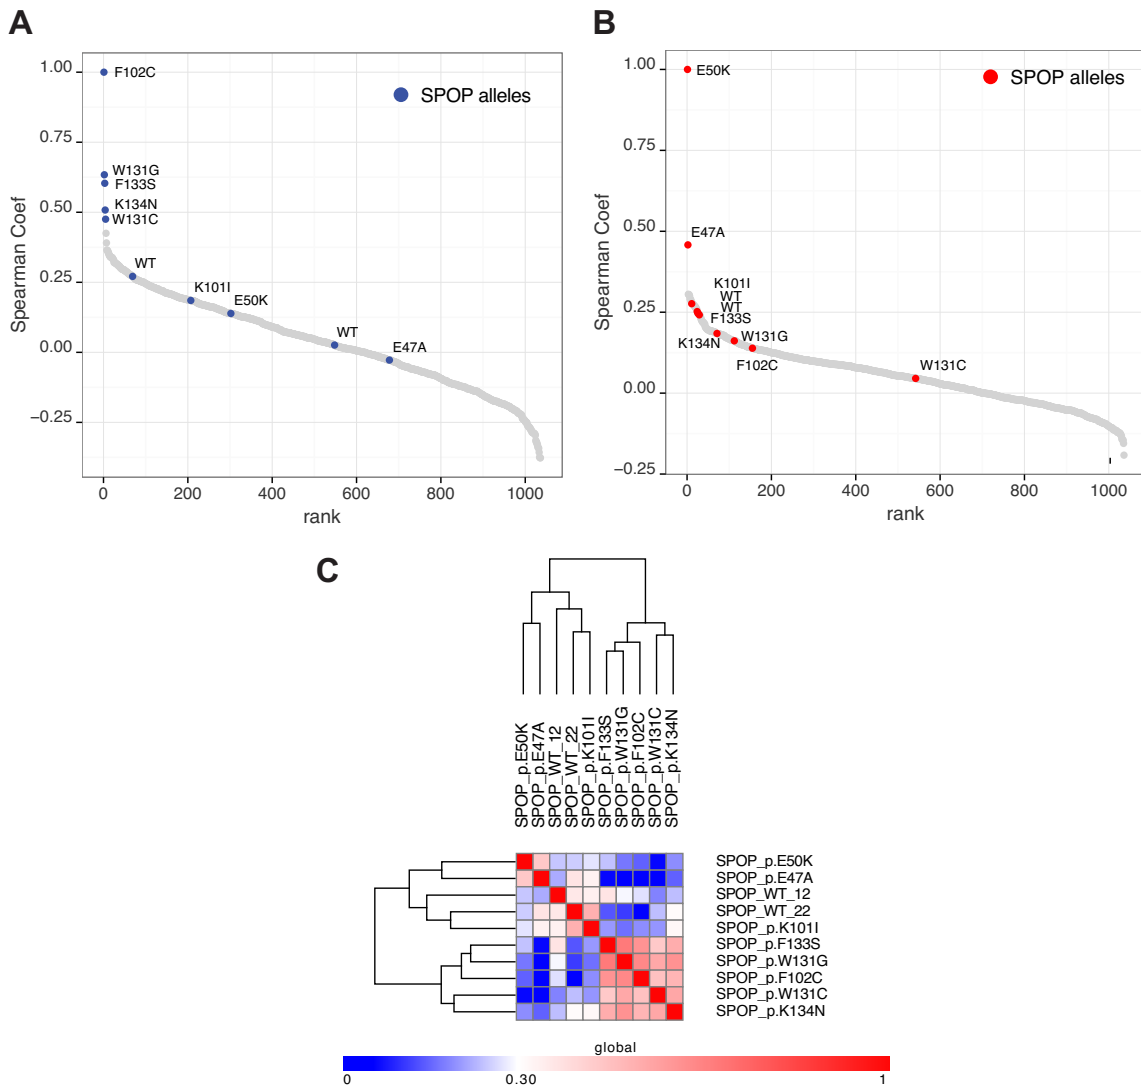 A
1.00
0.75
0.50
0.25
0.00
−0.25
Spearman Coef
F102C
SPOP alleles
W131G
F133S
K134N
W131C
WT
K101I
E50K
WT
E47A
0
200
400
600
800
1000
rank
B
1.00
0.75
0.50
0.25
0.00
−0.25
Spearman Coef
E50K
SPOP alleles
E47A
K101I
WT
WT
F133S
K134N
W131G
F102C
W131C
0
200
400
600
800
1000
rank
C
SPOP_p.E50K
SPOP_p.E47A
SPOP_WT_12
SPOP_WT_22
SPOP_p.K101I
SPOP_p.F133S
SPOP_p.W131G
SPOP_p.F102C
SPOP_p.W131C
SPOP_p.K134N
SPOP_p.E50K
SPOP_p.E47A
SPOP_WT_12
SPOP_WT_22
SPOP_p.K101I
SPOP_p.F133S
SPOP_p.W131G
SPOP_p.F102C
SPOP_p.W131C
SPOP_p.K134N
global
0
0.30
1